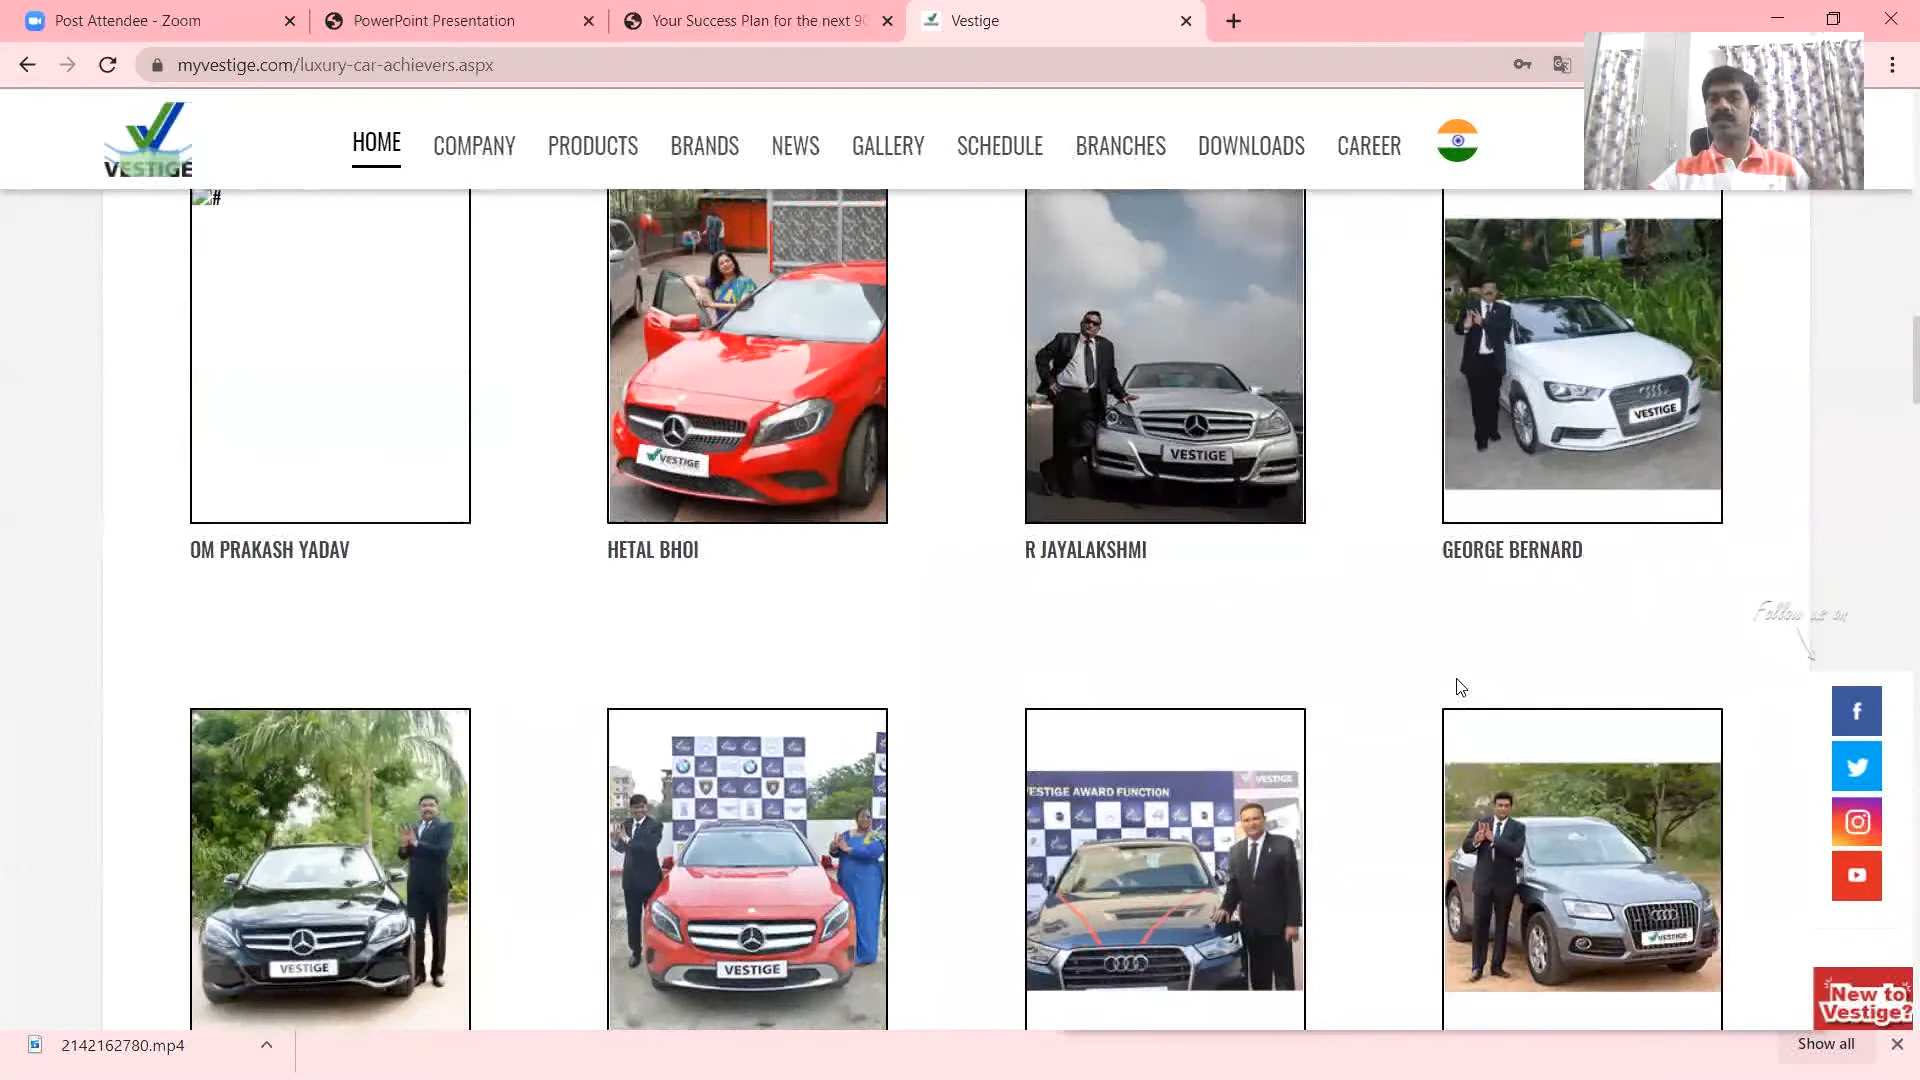 Post Attendee - Zoom
PowerPoint Presentation
Your Success Plan for the next 90
Vestige
myvestige.com/luxury-car-achievers.aspx
VESTIGE
HOME
COMPANY
PRODUCTS
BRANDS
NEWS
GALLERY
SCHEDULE
BRANCHES
DOWNLOADS
CAREER
#
VESTIGE
VESTIGE
VESTIGE
OM PRAKASH YADAV
HETAL BHOI
R JAYALAKSHMI
GEORGE BERNARD
Follow us on
f
VESTIGE
VESTIGE
VESTIGE
VESTIGE AWARD FUNCTION
VESTIGE
New to
Vestige?
2142162780.mp4
Show all